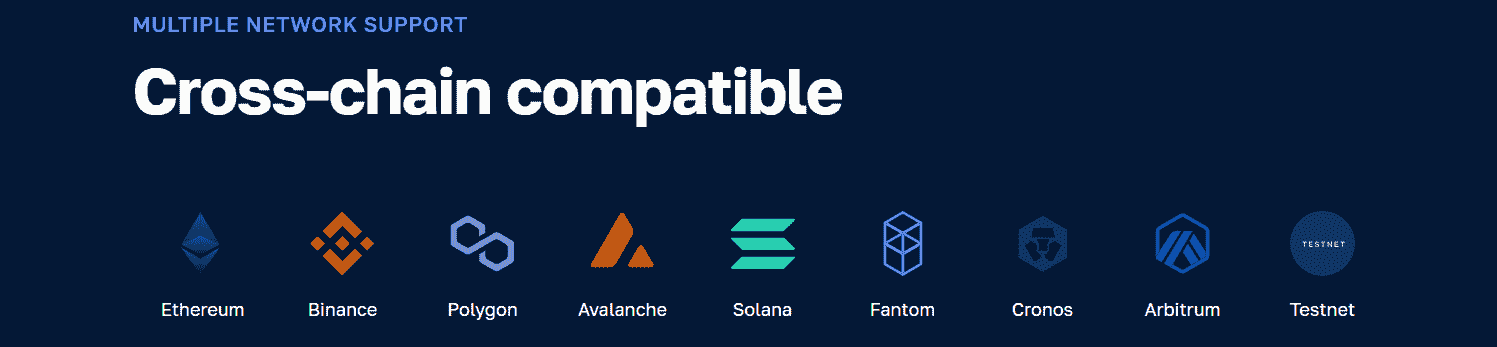 MULTIPLE NETWORK SUPPORT
Cross-chain compatible
TESTNET
Ethereum Binance Polygon Avalanche Solana Fantom Cronos Arbitrum Testnet